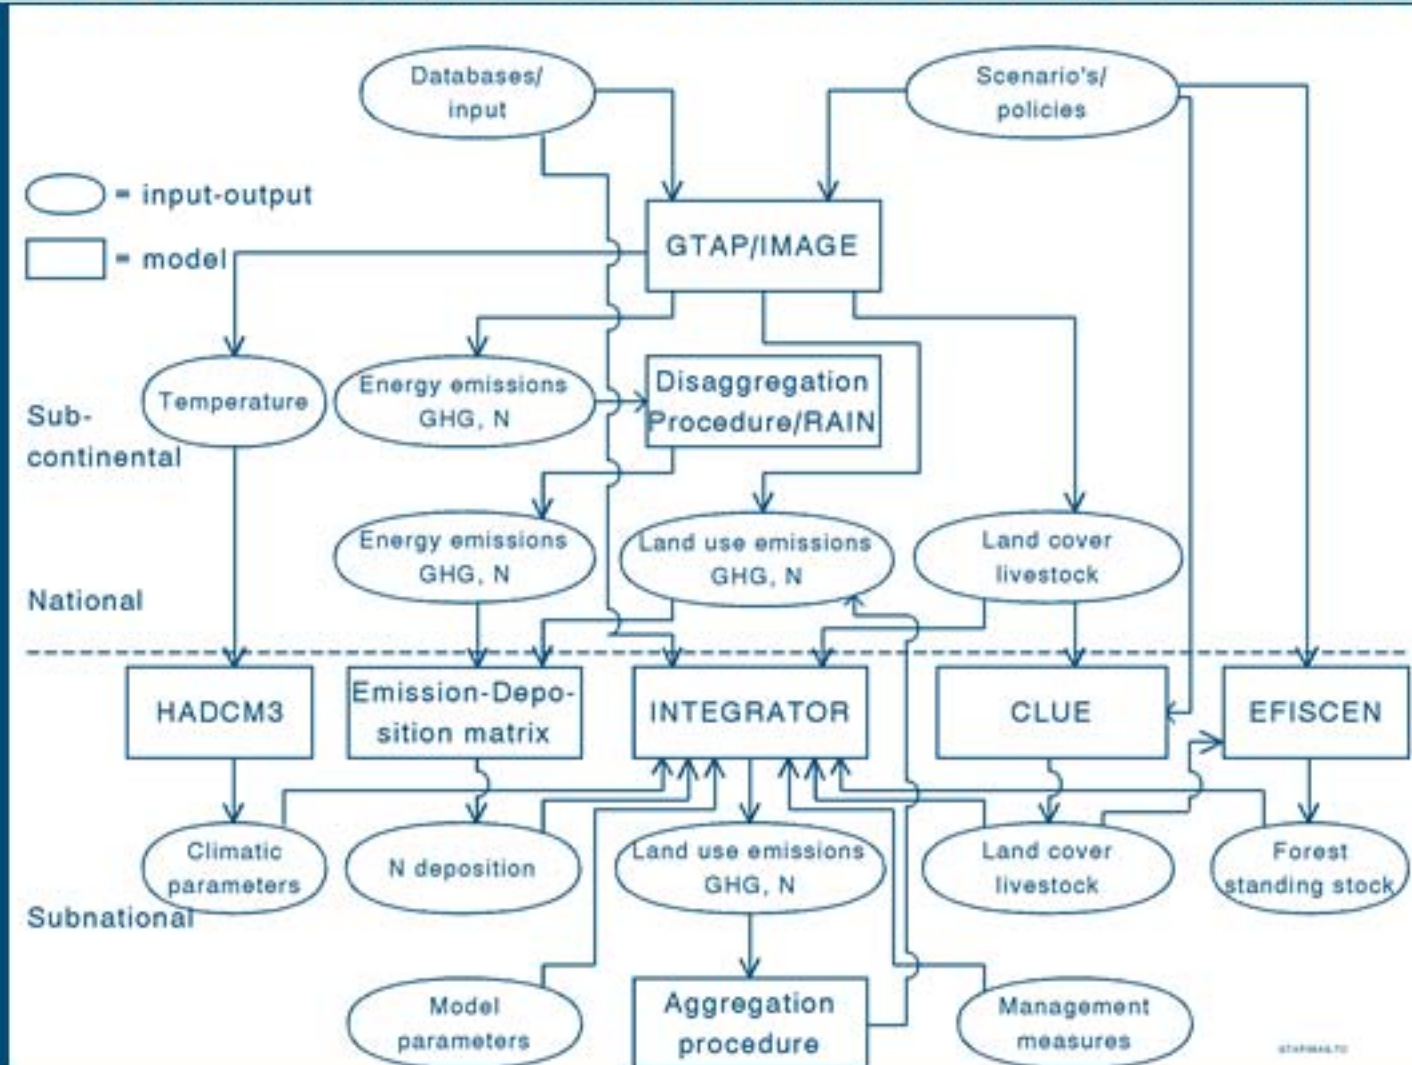 Databases/
input
Scenario's/
policies
= input-output
= model
GTAP/IMAGE
Temperature
Energy emissions
GHG, N
Disaggregation
Procedure/RAIN
Sub-
continental
Energy emissions
GHG, N
Land use emissions
GHG, N
Land cover
livestock
National
HADCM3
Emission-Depo-
sition matrix
INTEGRATOR
CLUE
EFISCEN
Climatic
parameters
N deposition
Land use emissions
GHG, N
Land cover
livestock
Forest
standing stock
Subnational
Model
parameters
Aggregation
procedure
Management
measures